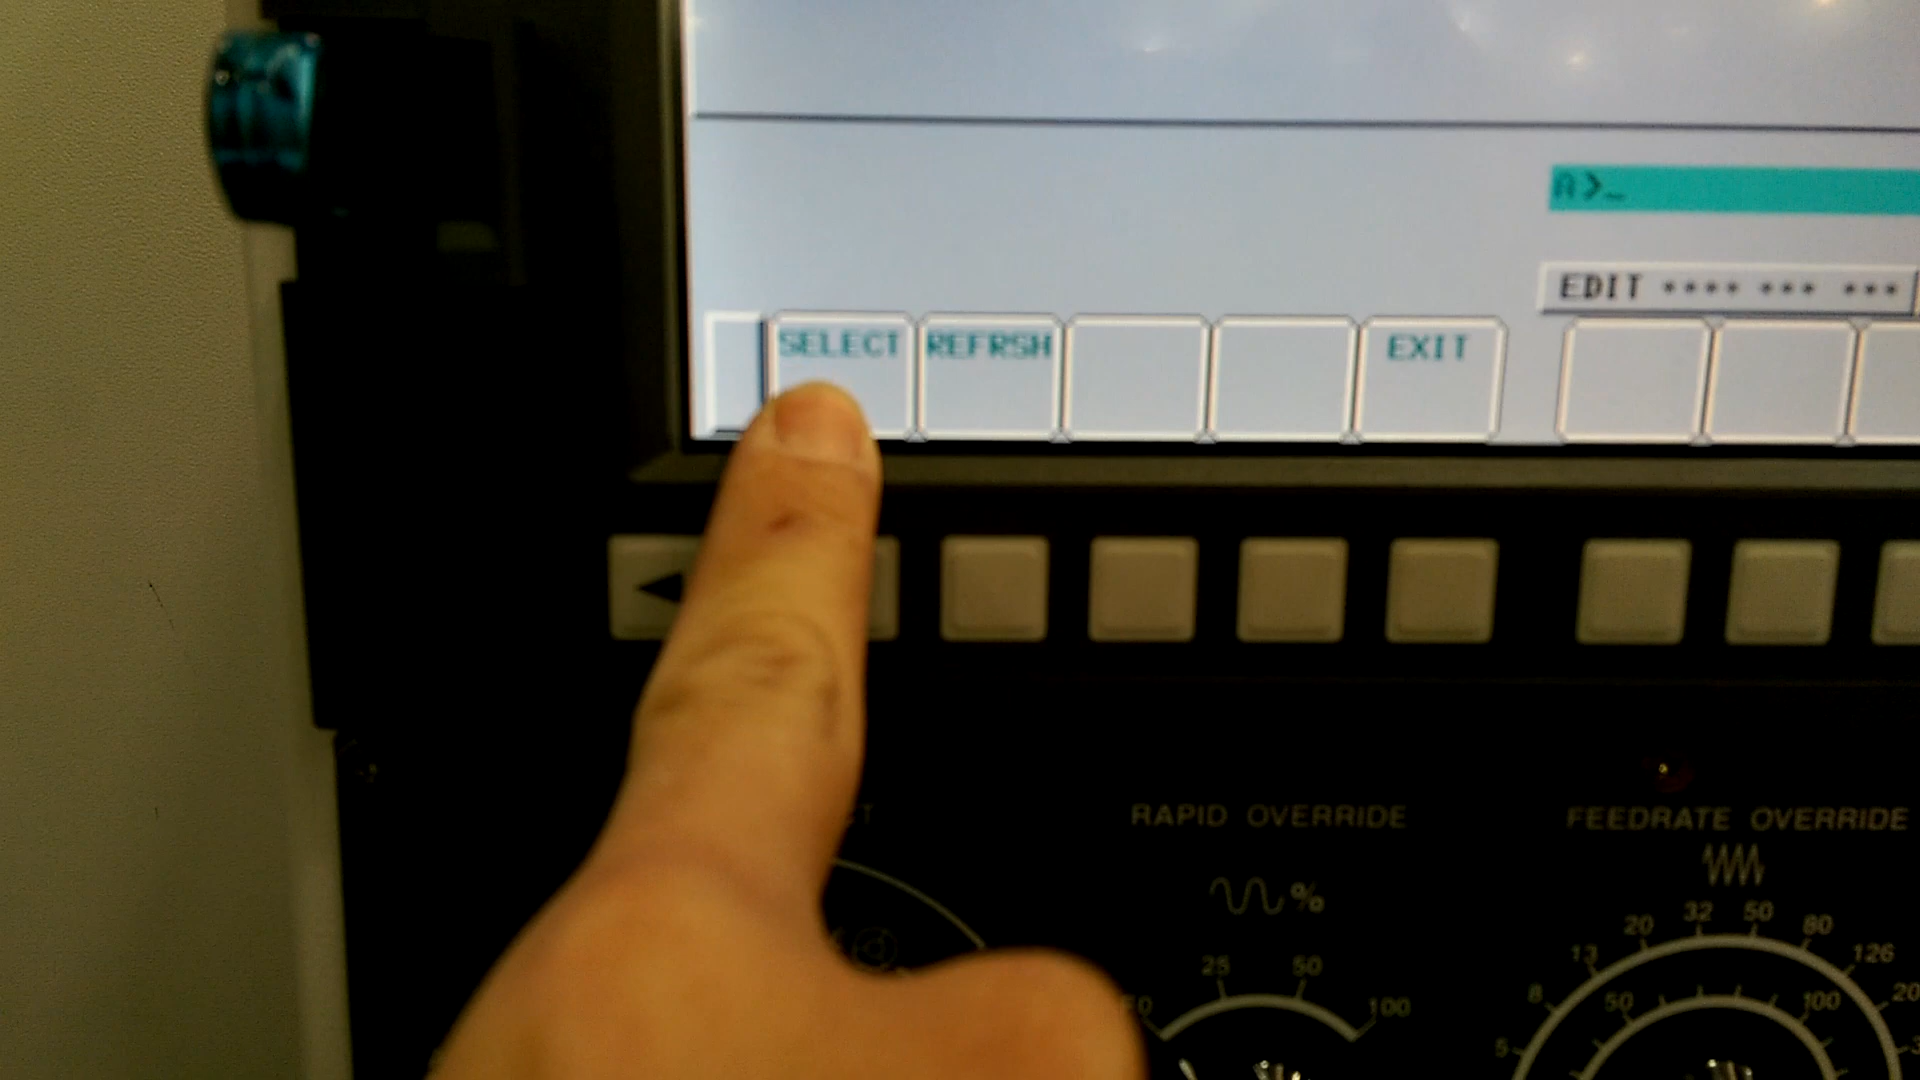 A>_
EDIT **** *** ***
SELECT REFRSH EXIT
RAPID OVERRIDE FEEDRATE OVERRIDE
%
20 32 50 80
13 126
25 50
8 50 100
100
5